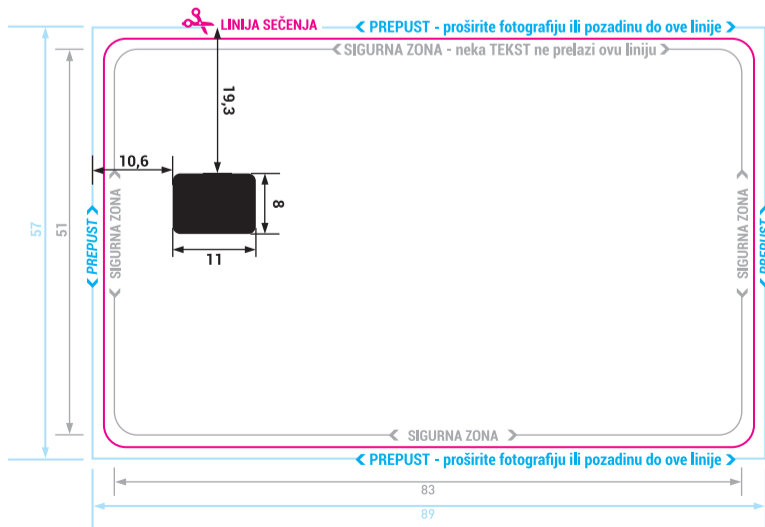 LINIJA SEČENJA
PREPUST - proširite fotografiju ili pozadinu do ove linije
SIGURNA ZONA - neka TEKST ne prelazi ovu liniju
19,3
10,6
8
11
57
51
PREPUST
SIGURNA ZONA
SIGURNA ZONA
PREPUST
SIGURNA ZONA
PREPUST - proširite fotografiju ili pozadinu do ove linije
83
89